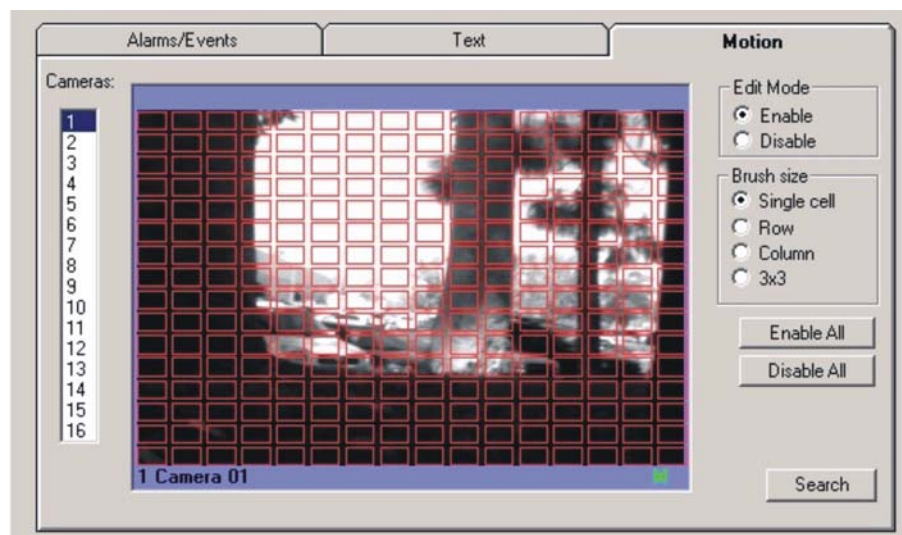 Alarms/Events
Text
Motion
Cameras:
1
2
3
4
5
6
7
8
9
10
11
12
13
14
15
16
1 Camera 01
Edit Mode
Enable
Disable
Brush size
Single cell
Row
Column
3x3
Enable All
Disable All
Search